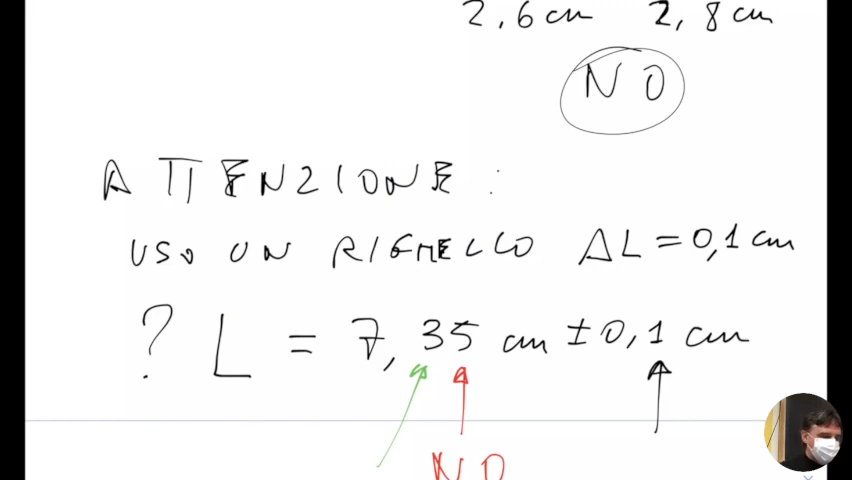 2,6 cm 2,8 cm
NO
ATTENZIONE:
USO UN RIGHELLO ΔL = 0,1 cm
? L = 7,35 cm ± 0,1 cm
NO